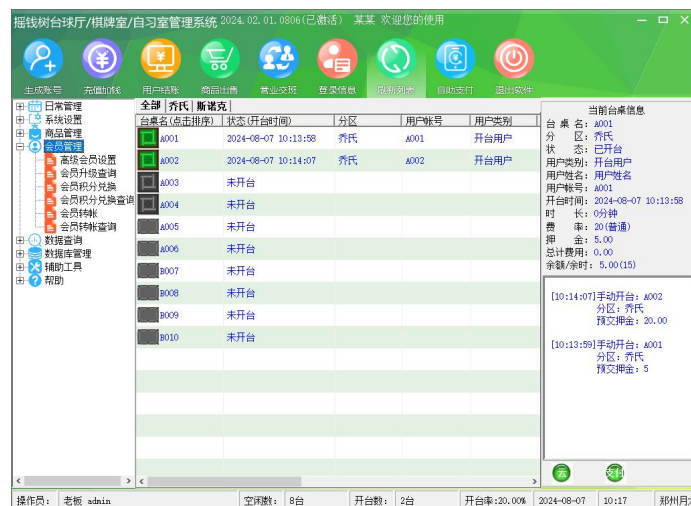 摇钱树台球厅/棋牌室/自习室管理系统 2024.02.01.0806(已激活) 某某 欢迎您的使用
生成账号 充值加钱 用户结账 商品出售 营业交班 登录信息 刷新列表 自助支付 退出软件
日常管理
系统设置
商品管理
会员管理
高级会员设置
会员升级查询
会员积分兑换
会员积分兑换查询
会员转帐
会员转帐查询
数据查询
数据库管理
辅助工具
帮助
全部 乔氏 斯诺克
台桌名(点击排序) 状态(开台时间) 分区 用户帐号 用户类别
A001 2024-08-07 10:13:58 乔氏 A001 开台用户
A002 2024-08-07 10:14:07 乔氏 A002 开台用户
A003 未开台
A004 未开台
A005 未开台
A006 未开台
B007 未开台
B008 未开台
B009 未开台
B010 未开台
当前台桌信息
台 桌 名: A001
分 区: 乔氏
状 态: 已开台
用户类别: 开台用户
用户姓名: 用户姓名
用户帐号: A001
开台时间: 2024-08-07 10:13:58
时 长: 0分钟
费 率: 20(普通)
押 金: 5.00
总计费用: 0.00
余额/余时: 5.00(15)
[10:14:07]手动开台: A002
分区: 乔氏
预交押金: 20.00
[10:13:59]手动开台: A001
分区: 乔氏
预交押金: 5
云 支付
操作员: 老板 admin 空闲数: 8台 开台数: 2台 开台率:20.00% 2024-08-07 10:17 郑州月